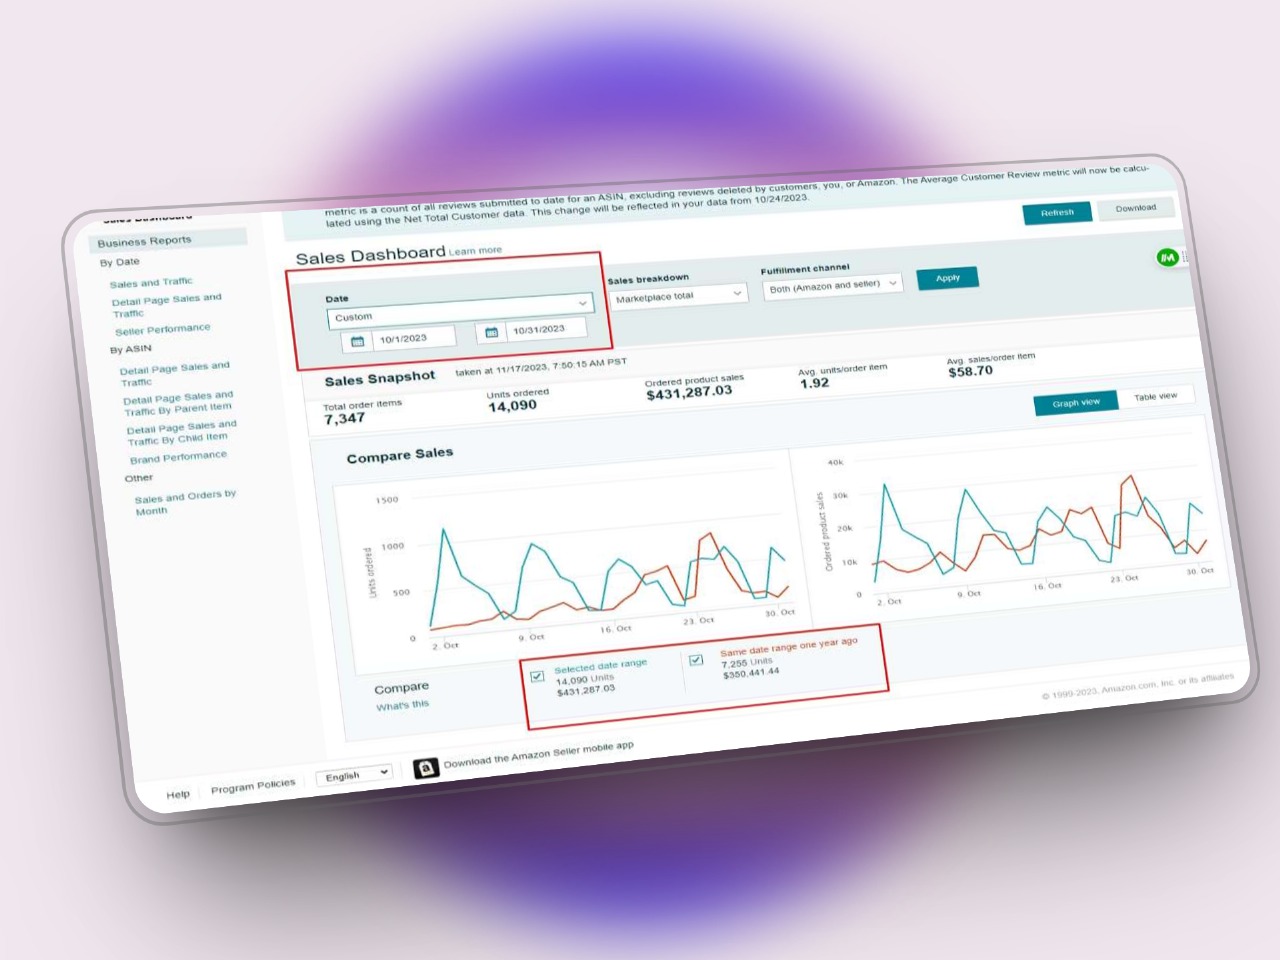 Sales Dashboard
Business Reports
By Date
Sales and Traffic
Detail Page Sales and
Traffic
Seller Performance
By ASIN
Detail Page Sales and
Traffic
Detail Page Sales and
Traffic By Parent Item
Detail Page Sales and
Traffic By Child Item
Brand Performance
Other
Sales and Orders by
Month
metric is a count of all reviews submitted to date for an ASIN, excluding reviews deleted by customers, you, or Amazon. The Average Customer Review metric will now be calcu-
lated using the Net Total Customer data. This change will be reflected in your data from 10/24/2023.
Refresh
Download
Sales Dashboard Learn more
Date
Custom
10/1/2023
10/31/2023
Sales breakdown
Marketplace total
Fulfillment channel
Both (Amazon and seller)
Apply
Sales Snapshot taken at 11/17/2023, 7:50:15 AM PST
Total order items
7,347
Units ordered
14,090
Ordered product sales
$431,287.03
Avg. units/order item
1.92
Avg. sales/order item
$58.70
Graph view
Table view
Compare Sales
Units ordered
1500
1000
500
0
2. Oct
9. Oct
16. Oct
23. Oct
30. Oct
Ordered product sales
40k
30k
20k
10k
0
2. Oct
9. Oct
16. Oct
23. Oct
30. Oct
Compare
What's this
Selected date range
14,090 Units
$431,287.03
Same date range one year ago
7,255 Units
$350,441.44
© 1999-2023, Amazon.com, Inc. or its affiliates
Help
Program Policies
English
Download the Amazon Seller mobile app